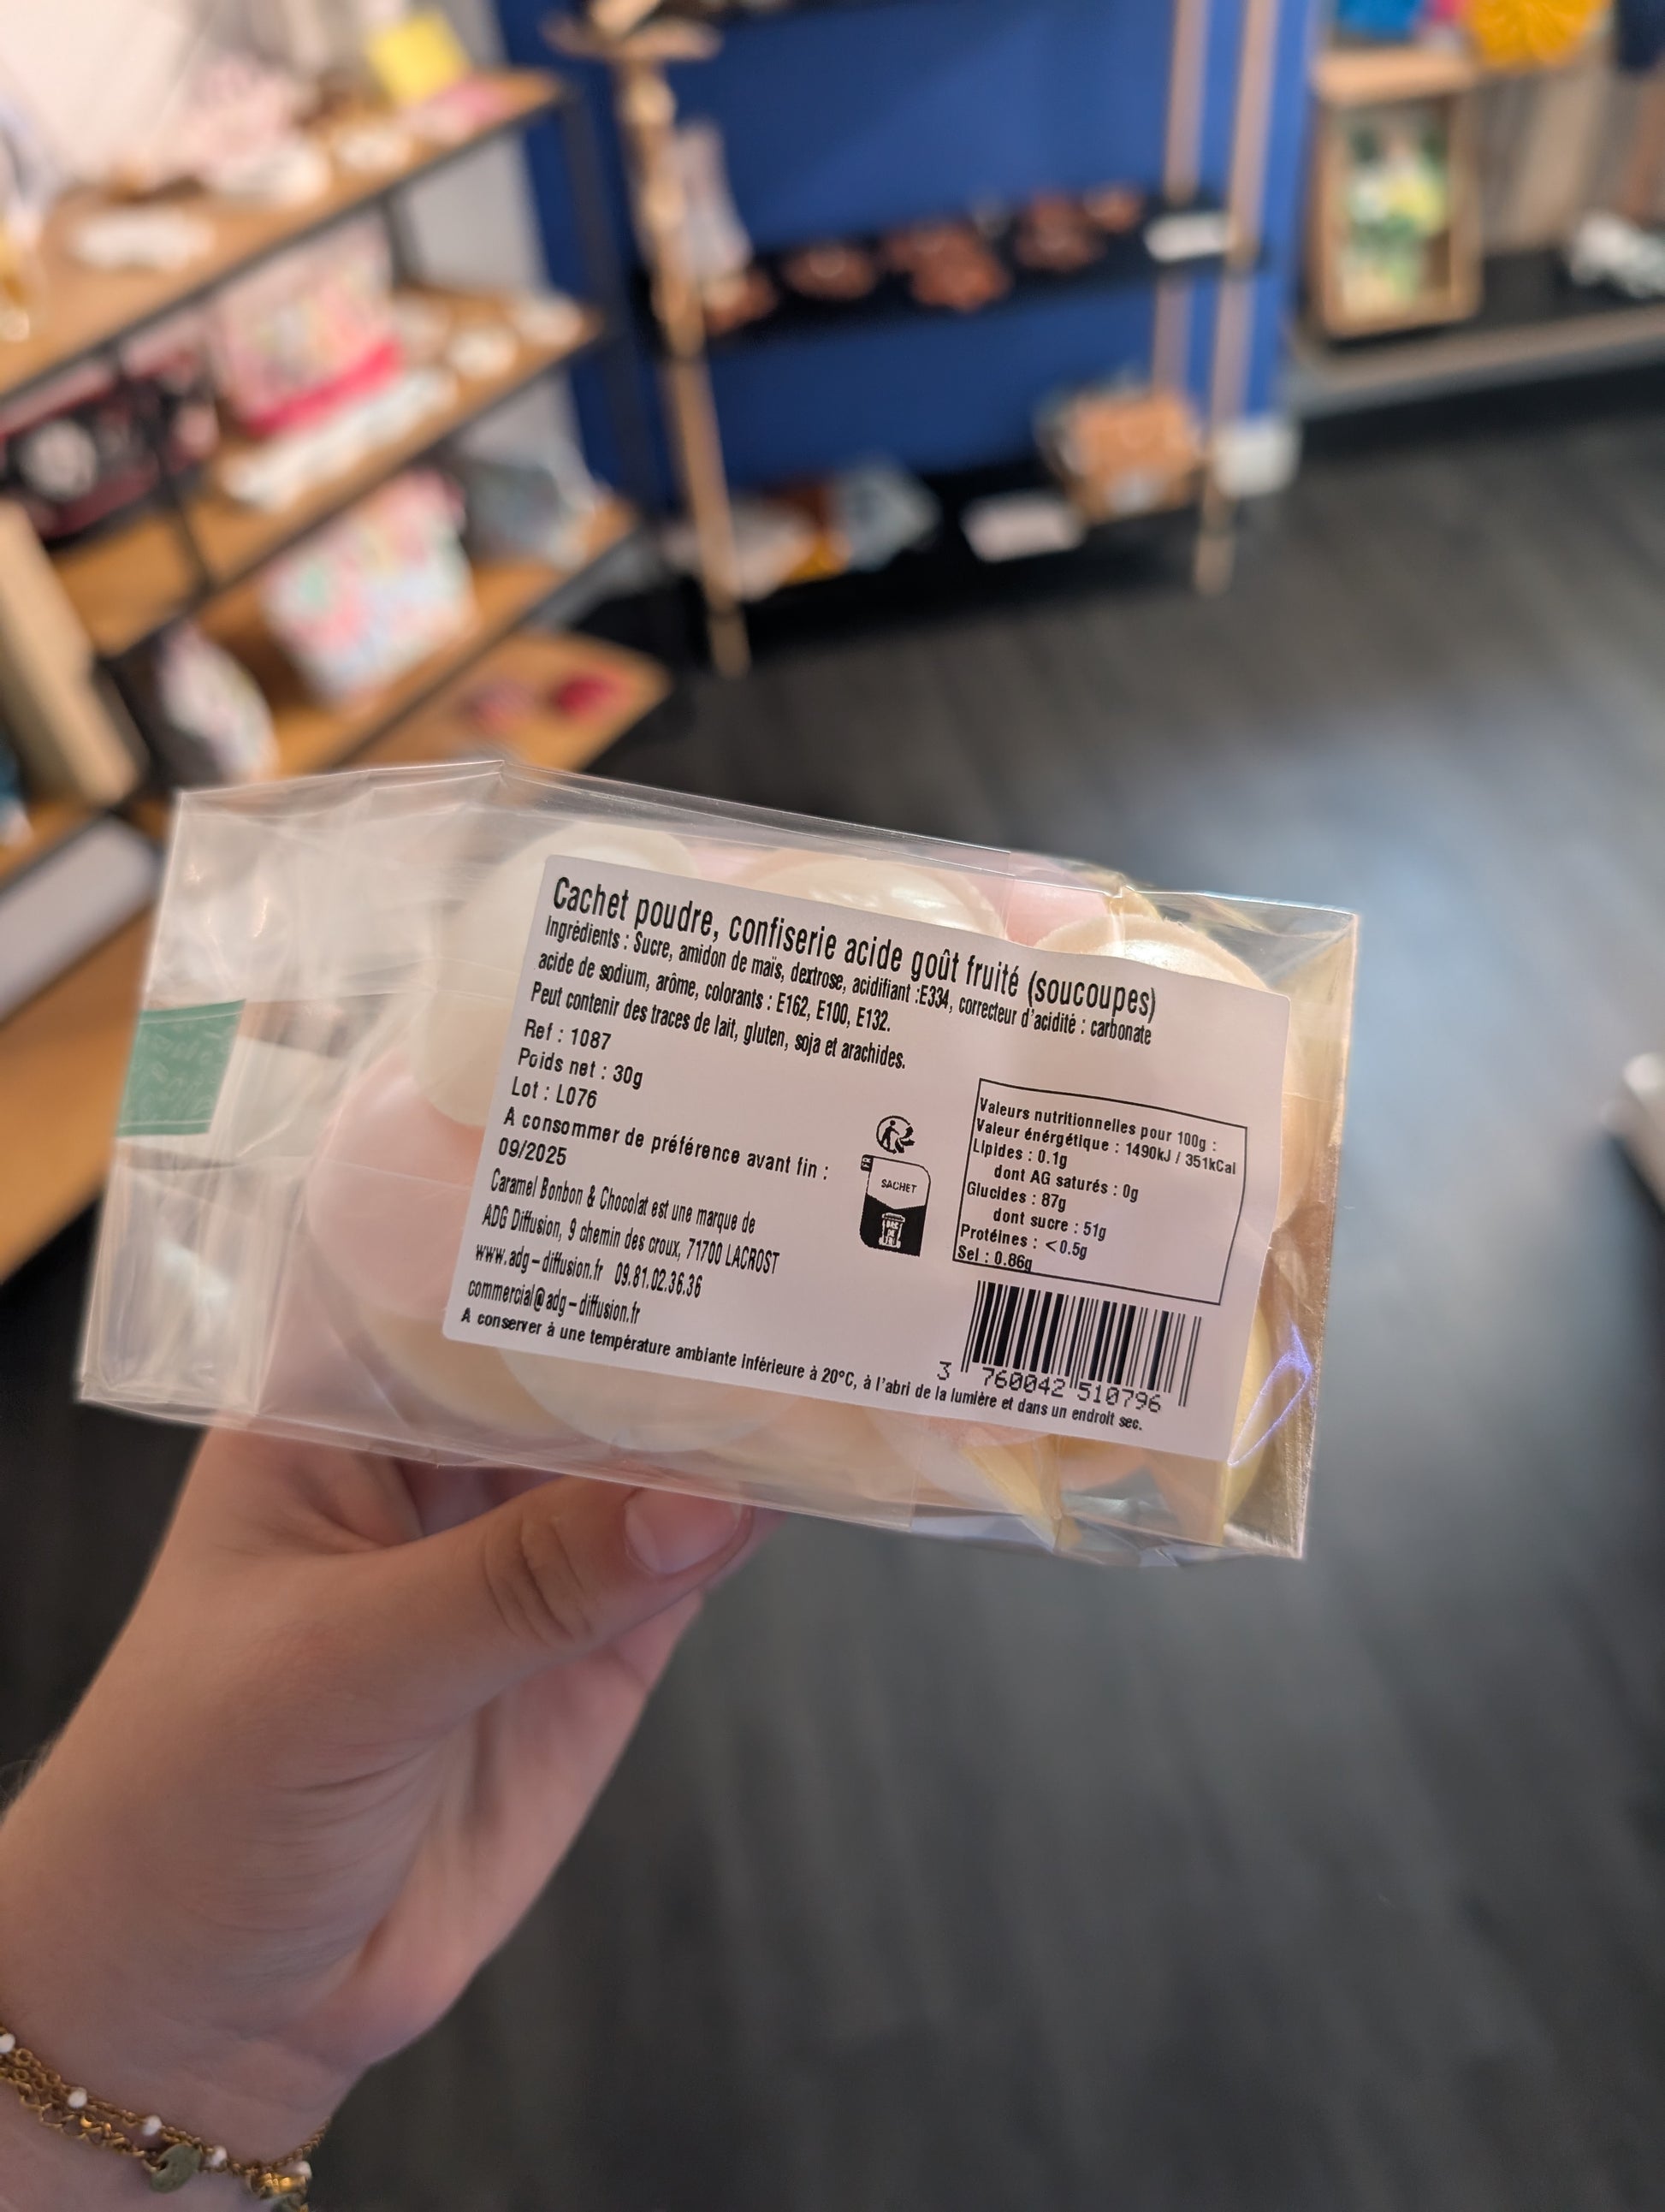 Cachet poudre, confiserie acide goût fruité (soucoupes)
Ingrédients : Sucre, amidon de maïs, dextrose, acidifiant :E334, correcteur d'acidité : carbonate
acide de sodium, arôme, colorants : E162, E100, E132.
Peut contenir des traces de lait, gluten, soja et arachides.
Ref : 1087
Poids net : 30g
Lot : L076
A consommer de préférence avant fin :
09/2025
Caramel Bonbon & Chocolat est une marque de
ADG Diffusion, 9 chemin des croux, 71700 LACROST
www.adg-diffusion.fr 09.81.02.36.36
commercial@adg-diffusion.fr
A conserver à une température ambiante inférieure à 20°C, à l'abri de la lumière et dans un endroit sec.
FR
SACHET
BAC DE TRI
Valeurs nutritionnelles pour 100g :
Valeur énérgétique : 1490kJ / 351kCal
Lipides : 0.1g
dont AG saturés : 0g
Glucides : 87g
dont sucre : 51g
Protéines : <0.5g
Sel : 0.86g
3 760042 510796